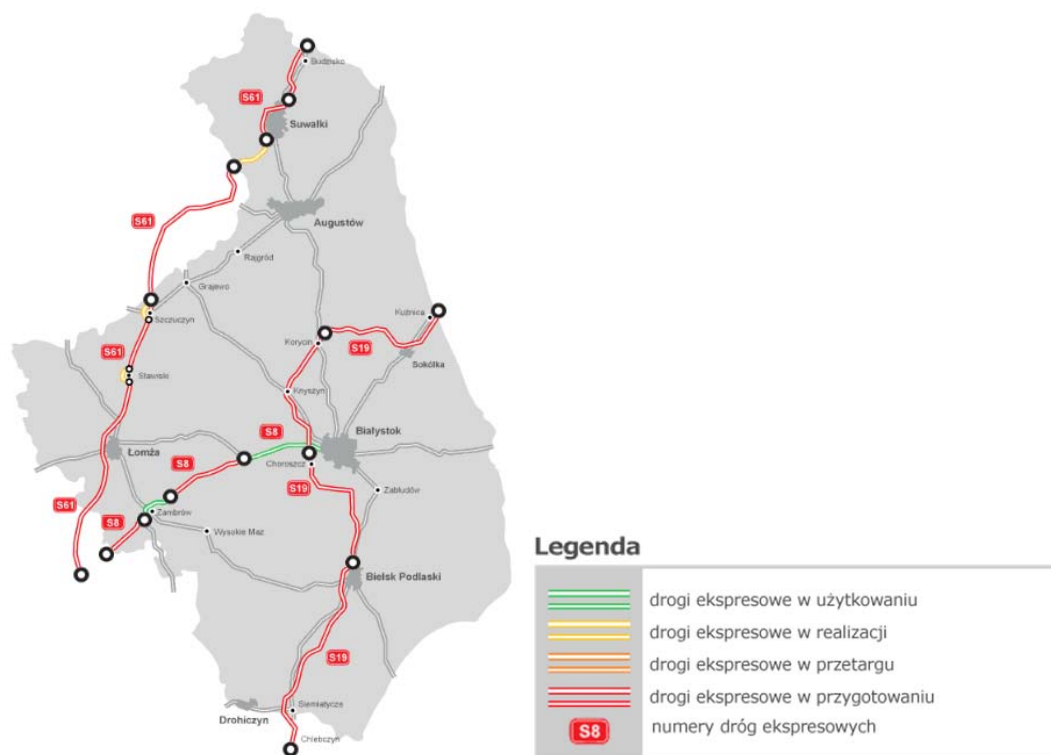 Budzisko
S61
Suwałki
S61
Augustów
Rajgród
Grajewo
Szczuczyn
Kuźnica
Korycin
S19
S61
Sokółka
Stawiski
Knyszyn
S8
Białystok
Łomża
Choroszcz
S8
S19
Zabłudów
S61
Zambrów
S8
Wysokie Maz
Bielsk Podlaski
S19
Siemiatycze
Drohiczyn
Chlebczyn
Legenda
drogi ekspresowe w użytkowaniu
drogi ekspresowe w realizacji
drogi ekspresowe w przetargu
drogi ekspresowe w przygotowaniu
S8 numery dróg ekspresowych